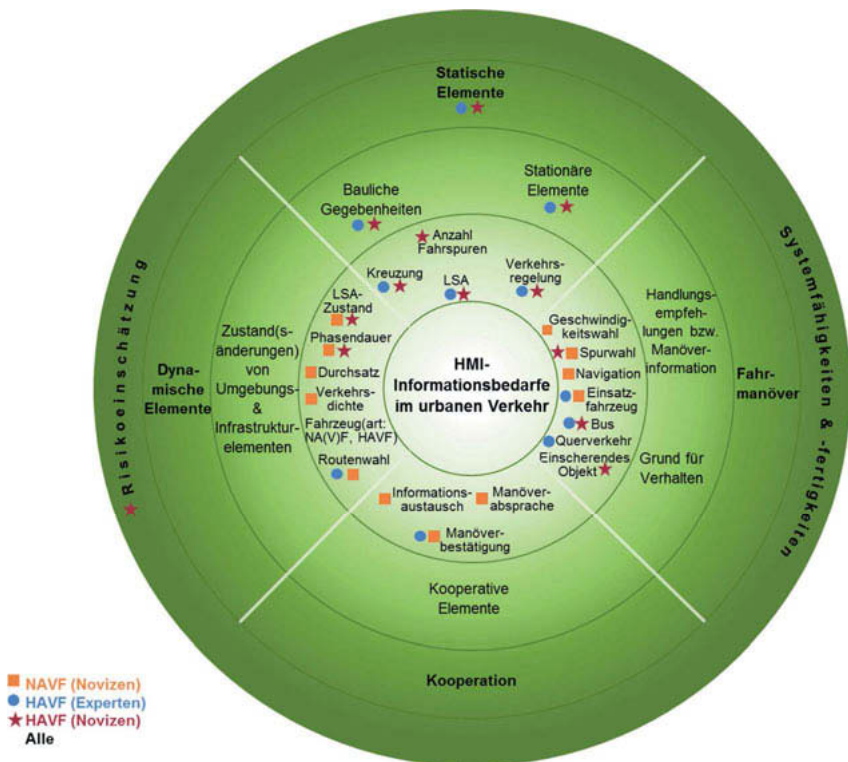 Statische
Elemente
Bauliche
Gegebenheiten
Stationäre
Elemente
Anzahl
Fahrspuren
Kreuzung
LSA
Verkehrs-
regelung
LSA-
Zustand
Phasendauer
Durchsatz
Verkehrs-
dichte
Fahrzeug(art:
NA(V)F, HAVF)
Routenwahl
Geschwindig-
keitswahl
Spurwahl
Navigation
Einsatz-
fahrzeug
Bus
Querverkehr
Einscherendes
Objekt
HMI-
Informationsbedarfe
im urbanen Verkehr
Zustand(s-
änderungen)
von
Umgebungs-
&
Infrastruktur-
elementen
Dyna-
mische
Elemente
Risikoeinschätzung
Handlungs-
empfeh-
lungen bzw.
Manöver-
information
Fahr-
manöver
Grund für
Verhalten
Systemfähigkeiten & -fertigkeiten
Informations-
austausch
Manöver-
absprache
Manöver-
bestätigung
Kooperative
Elemente
Kooperation
NAVF (Novizen)
HAVF (Experten)
HAVF (Novizen)
Alle